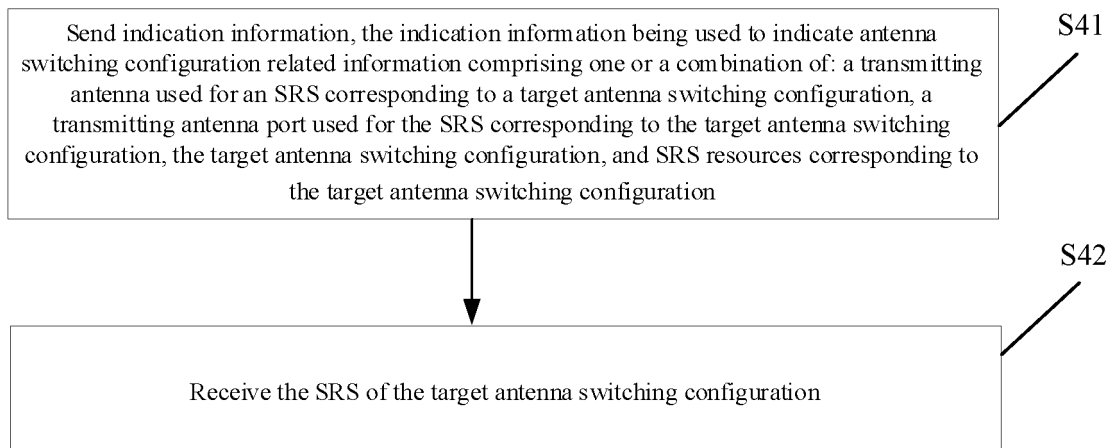 Send indication information, the indication information being used to indicate antenna
switching configuration related information comprising one or a combination of: a transmitting
antenna used for an SRS corresponding to a target antenna switching configuration, a
transmitting antenna port used for the SRS corresponding to the target antenna switching
configuration, the target antenna switching configuration, and SRS resources corresponding to
the target antenna switching configuration
S41
S42
Receive the SRS of the target antenna switching configuration